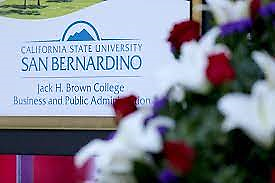 CALIFORNIA STATE UNIVERSITY
SAN BERNARDINO
Jack H. Brown College
Business and Public Administration